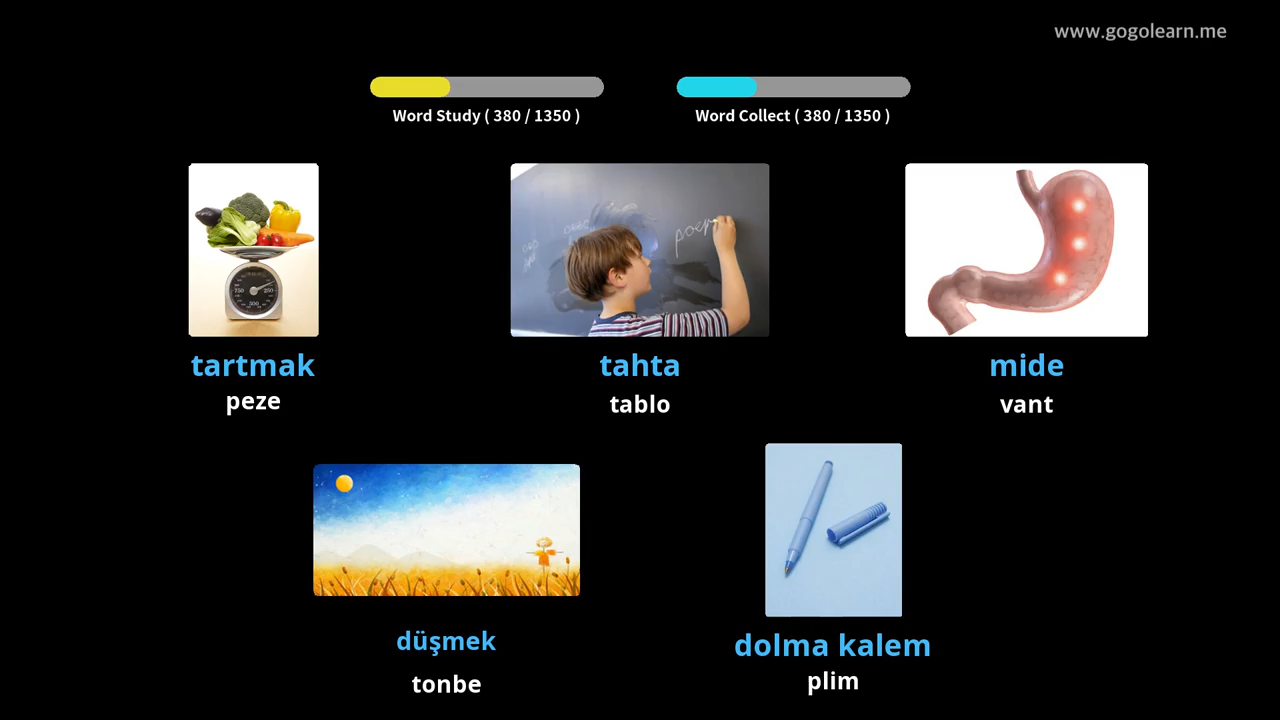 www.gogolearn.me
Word Study ( 380 / 1350 )
Word Collect ( 380 / 1350 )
poem
tartmak
peze
tahta
tablo
mide
vant
düşmek
tonbe
dolma kalem
plim